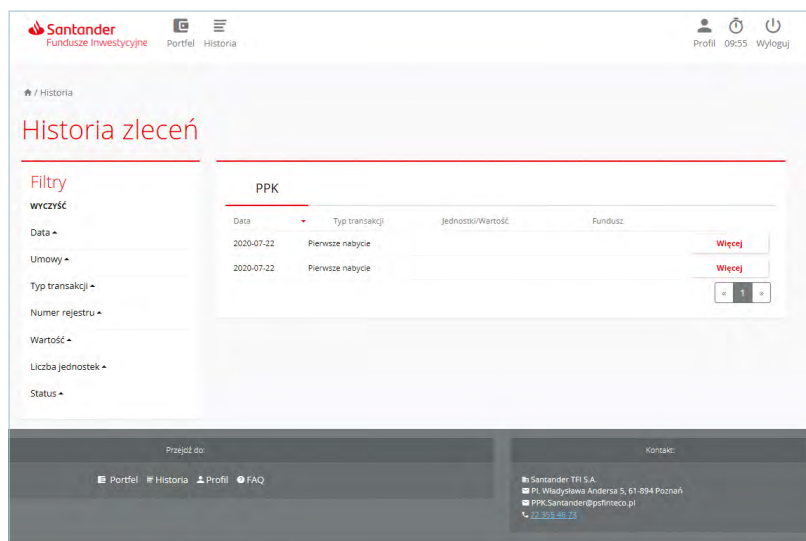 Santander
Fundusze Inwestycyjne
Portfel Historia
Profil 09:55 Wyloguj
/ Historia
Historia zleceń
Filtry
WYCZYŚĆ
Data
Umowy
Typ transakcji
Numer rejestru
Wartość
Liczba jednostek
Status
PPK
Data Typ transakcji Jednostki/Wartość Fundusz
2020-07-22 Pierwsze nabycie Więcej
2020-07-22 Pierwsze nabycie Więcej
« 1 »
Przejdź do:
Portfel Historia Profil FAQ
Kontakt:
Santander TFI S.A.
Pl. Władysława Andersa 5, 61-894 Poznań
PPK.Santander@psfinteco.pl
22 355 46 73